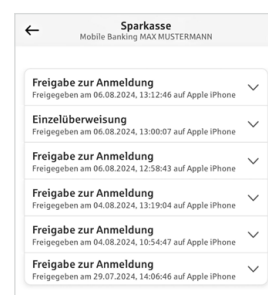 Sparkasse
Mobile Banking MAX MUSTERMANN
Freigabe zur Anmeldung
Freigegeben am 06.08.2024, 13:12:46 auf Apple iPhone
Einzelüberweisung
Freigegeben am 06.08.2024, 13:00:07 auf Apple iPhone
Freigabe zur Anmeldung
Freigegeben am 06.08.2024, 12:58:43 auf Apple iPhone
Freigabe zur Anmeldung
Freigegeben am 04.08.2024, 13:19:04 auf Apple iPhone
Freigabe zur Anmeldung
Freigegeben am 04.08.2024, 10:54:47 auf Apple iPhone
Freigabe zur Anmeldung
Freigegeben am 29.07.2024, 14:06:46 auf Apple iPhone